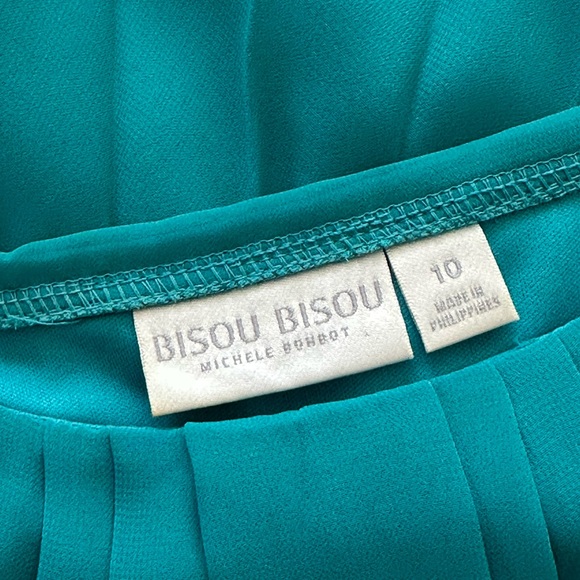 BISOU BISOU
MICHELE BOHBOT
10
MADE IN
PHILIPPINES